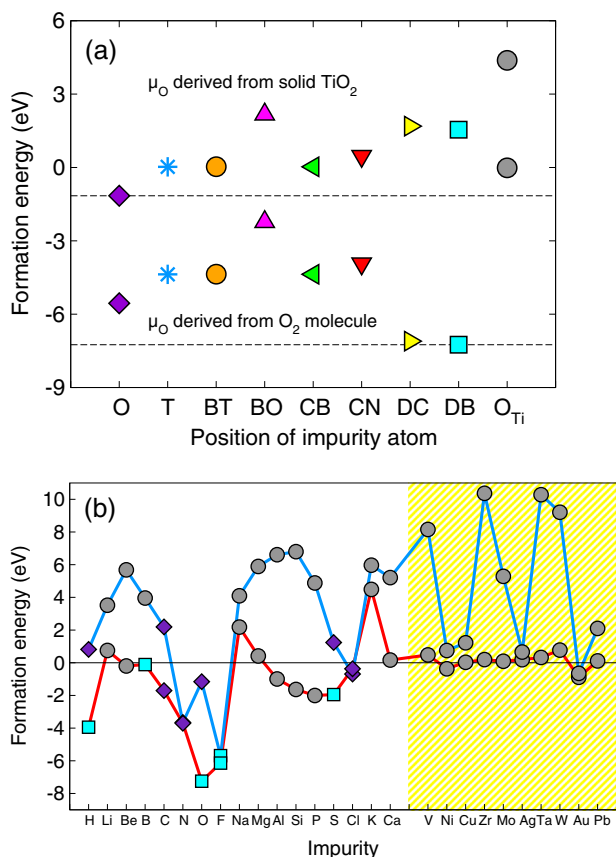 6
(a)
μO derived from solid TiO2
3
0
-3
-6
μO derived from O2 molecule
-9
Formation energy (eV)
O T BT BO CB CN DC DB OTi
Position of impurity atom
10
(b)
8
6
4
2
0
-2
-4
-6
-8
Formation energy (eV)
H Li Be B C N O F Na Mg Al Si P S Cl K Ca V Ni Cu Zr Mo Ag Ta W Au Pb
Impurity